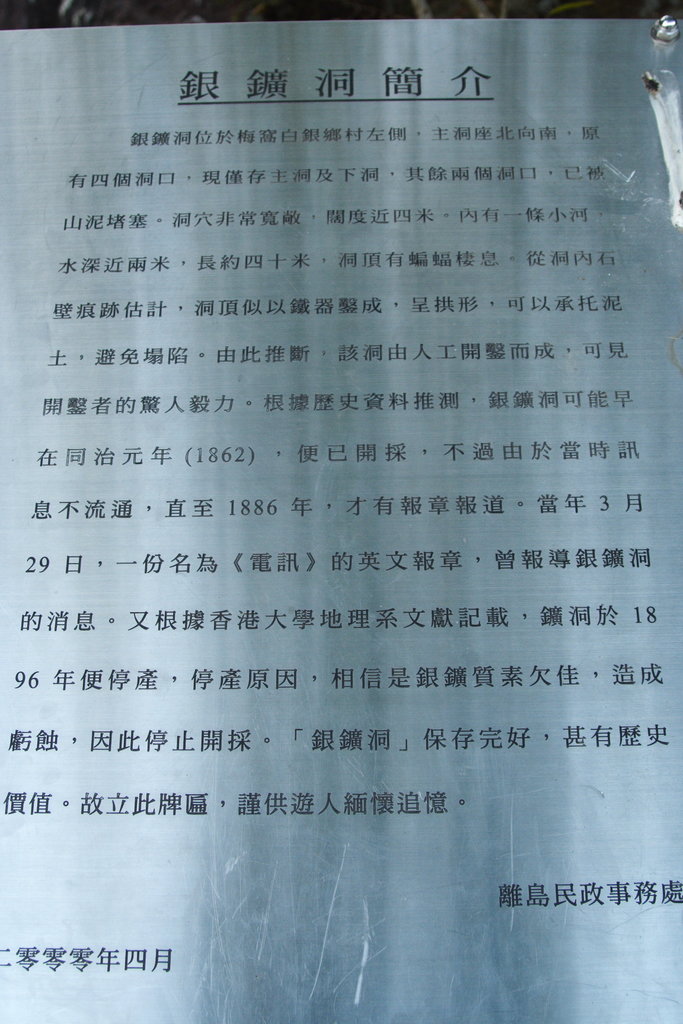 銀鑛洞簡介
銀鑛洞位於梅窩白銀鄉村左側，主洞座北向南，原
有四個洞口，現僅存主洞及下洞，其餘兩個洞口，已被
山泥堵塞。洞穴非常寬敞，闊度近四米。內有一條小河，
水深近兩米，長約四十米，洞頂有蝙蝠棲息。從洞內石
壁痕跡估計，洞頂似以鐵器鑿成，呈拱形，可以承托泥
土，避免塌陷。由此推斷，該洞由人工開鑿而成，可見
開鑿者的驚人毅力。根據歷史資料推測，銀鑛洞可能早
在同治元年 (1862) ，便已開採，不過由於當時訊
息不流通，直至 1886 年，才有報章報道。當年 3 月
29 日，一份名為《電訊》的英文報章，曾報導銀鑛洞
的消息。又根據香港大學地理系文獻記載，鑛洞於 18
96 年便停產，停產原因，相信是銀鑛質素欠佳，造成
虧蝕，因此停止開採。「銀鑛洞」保存完好，甚有歷史
價值。故立此牌匾，謹供遊人緬懷追憶。
離島民政事務處
二零零零年四月